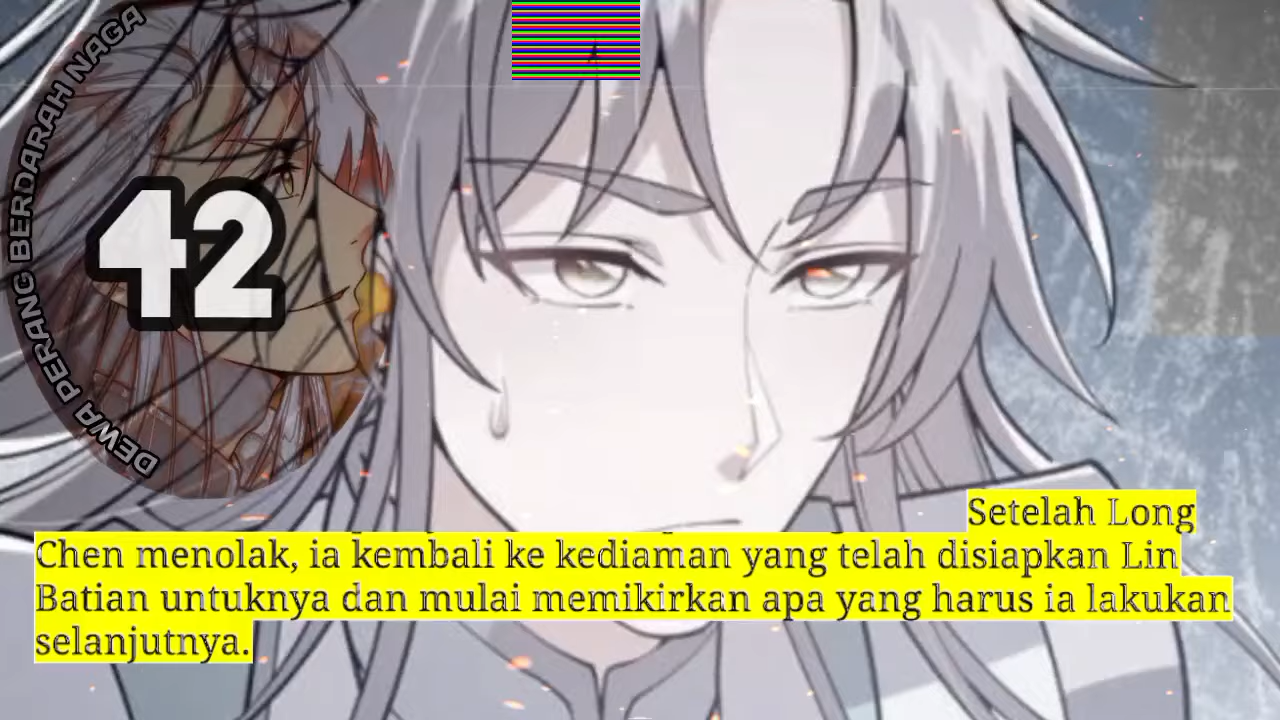 DEWA PERANG BERDARAH NAGA
42
Setelah Long
Chen menolak, ia kembali ke kediaman yang telah disiapkan Lin
Batian untuknya dan mulai memikirkan apa yang harus ia lakukan
selanjutnya.